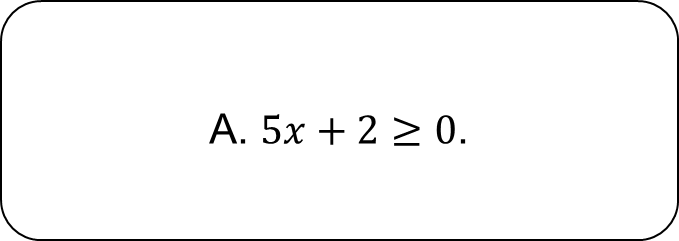 A. 5x + 2 ≥ 0.